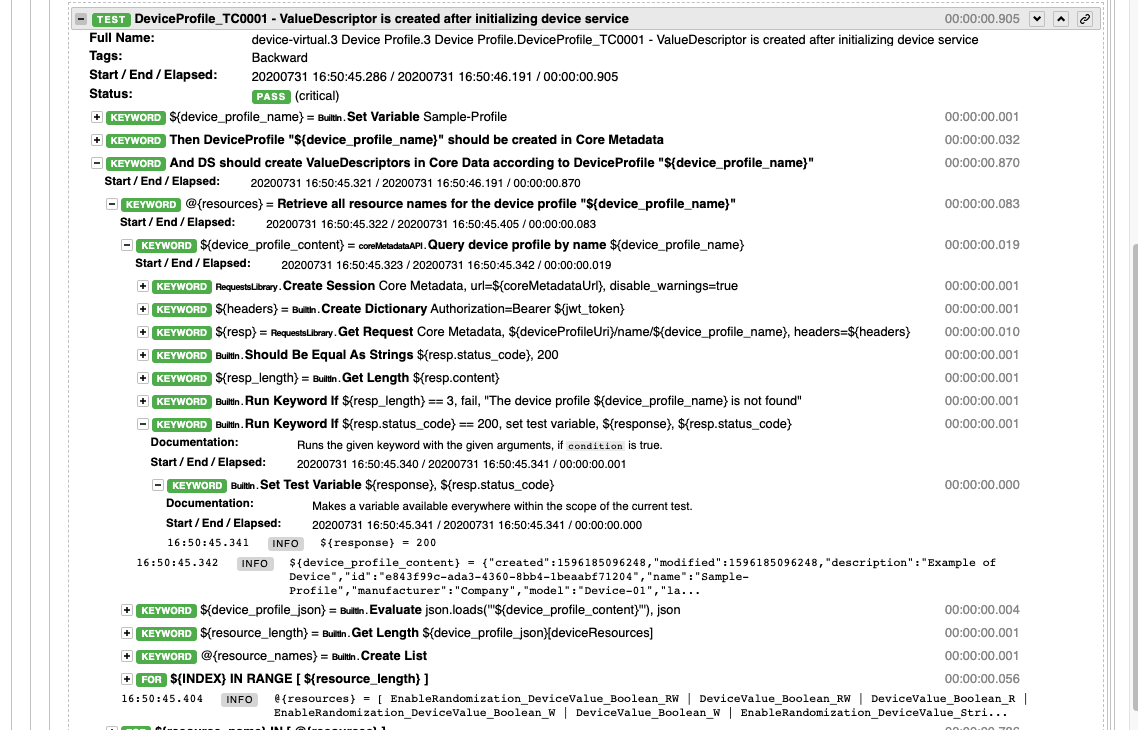 TEST DeviceProfile_TC0001 - ValueDescriptor is created after initializing device service 00:00:00.905
Full Name: device-virtual.3 Device Profile.3 Device Profile.DeviceProfile_TC0001 - ValueDescriptor is created after initializing device service
Tags: Backward
Start / End / Elapsed: 20200731 16:50:45.286 / 20200731 16:50:46.191 / 00:00:00.905
Status: PASS (critical)
KEYWORD ${device_profile_name} = BuiltIn.Set Variable Sample-Profile 00:00:00.001
KEYWORD Then DeviceProfile "${device_profile_name}" should be created in Core Metadata 00:00:00.032
KEYWORD And DS should create ValueDescriptors in Core Data according to DeviceProfile "${device_profile_name}" 00:00:00.870
Start / End / Elapsed: 20200731 16:50:45.321 / 20200731 16:50:46.191 / 00:00:00.870
KEYWORD @{resources} = Retrieve all resource names for the device profile "${device_profile_name}" 00:00:00.083
Start / End / Elapsed: 20200731 16:50:45.322 / 20200731 16:50:45.405 / 00:00:00.083
KEYWORD ${device_profile_content} = coreMetadataAPI.Query device profile by name ${device_profile_name} 00:00:00.019
Start / End / Elapsed: 20200731 16:50:45.323 / 20200731 16:50:45.342 / 00:00:00.019
KEYWORD RequestsLibrary.Create Session Core Metadata, url=${coreMetadataUrl}, disable_warnings=true 00:00:00.001
KEYWORD ${headers} = BuiltIn.Create Dictionary Authorization=Bearer ${jwt_token} 00:00:00.001
KEYWORD ${resp} = RequestsLibrary.Get Request Core Metadata, ${deviceProfileUri}/name/${device_profile_name}, headers=${headers} 00:00:00.010
KEYWORD BuiltIn.Should Be Equal As Strings ${resp.status_code}, 200 00:00:00.001
KEYWORD ${resp_length} = BuiltIn.Get Length ${resp.content} 00:00:00.001
KEYWORD BuiltIn.Run Keyword If ${resp_length} == 3, fail, "The device profile ${device_profile_name} is not found" 00:00:00.001
KEYWORD BuiltIn.Run Keyword If ${resp.status_code} == 200, set test variable, ${response}, ${resp.status_code} 00:00:00.001
Documentation: Runs the given keyword with the given arguments, if condition is true.
Start / End / Elapsed: 20200731 16:50:45.340 / 20200731 16:50:45.341 / 00:00:00.001
KEYWORD BuiltIn.Set Test Variable ${response}, ${resp.status_code} 00:00:00.000
Documentation: Makes a variable available everywhere within the scope of the current test.
Start / End / Elapsed: 20200731 16:50:45.341 / 20200731 16:50:45.341 / 00:00:00.000
16:50:45.341 INFO ${response} = 200
16:50:45.342 INFO ${device_profile_content} = {"created":1596185096248,"modified":1596185096248,"description":"Example of
Device","id":"e843f99c-ada3-4360-8bb4-1beaabf71204","name":"Sample-
Profile","manufacturer":"Company","model":"Device-01","la...
KEYWORD ${device_profile_json} = BuiltIn.Evaluate json.loads('''${device_profile_content}'''), json 00:00:00.004
KEYWORD ${resource_length} = BuiltIn.Get Length ${device_profile_json}[deviceResources] 00:00:00.001
KEYWORD @{resource_names} = BuiltIn.Create List 00:00:00.001
FOR ${INDEX} IN RANGE [ ${resource_length} ] 00:00:00.056
16:50:45.404 INFO @{resources} = [ EnableRandomization_DeviceValue_Boolean_RW | DeviceValue_Boolean_RW | DeviceValue_Boolean_R |
EnableRandomization_DeviceValue_Boolean_W | DeviceValue_Boolean_W | EnableRandomization_DeviceValue_Stri...